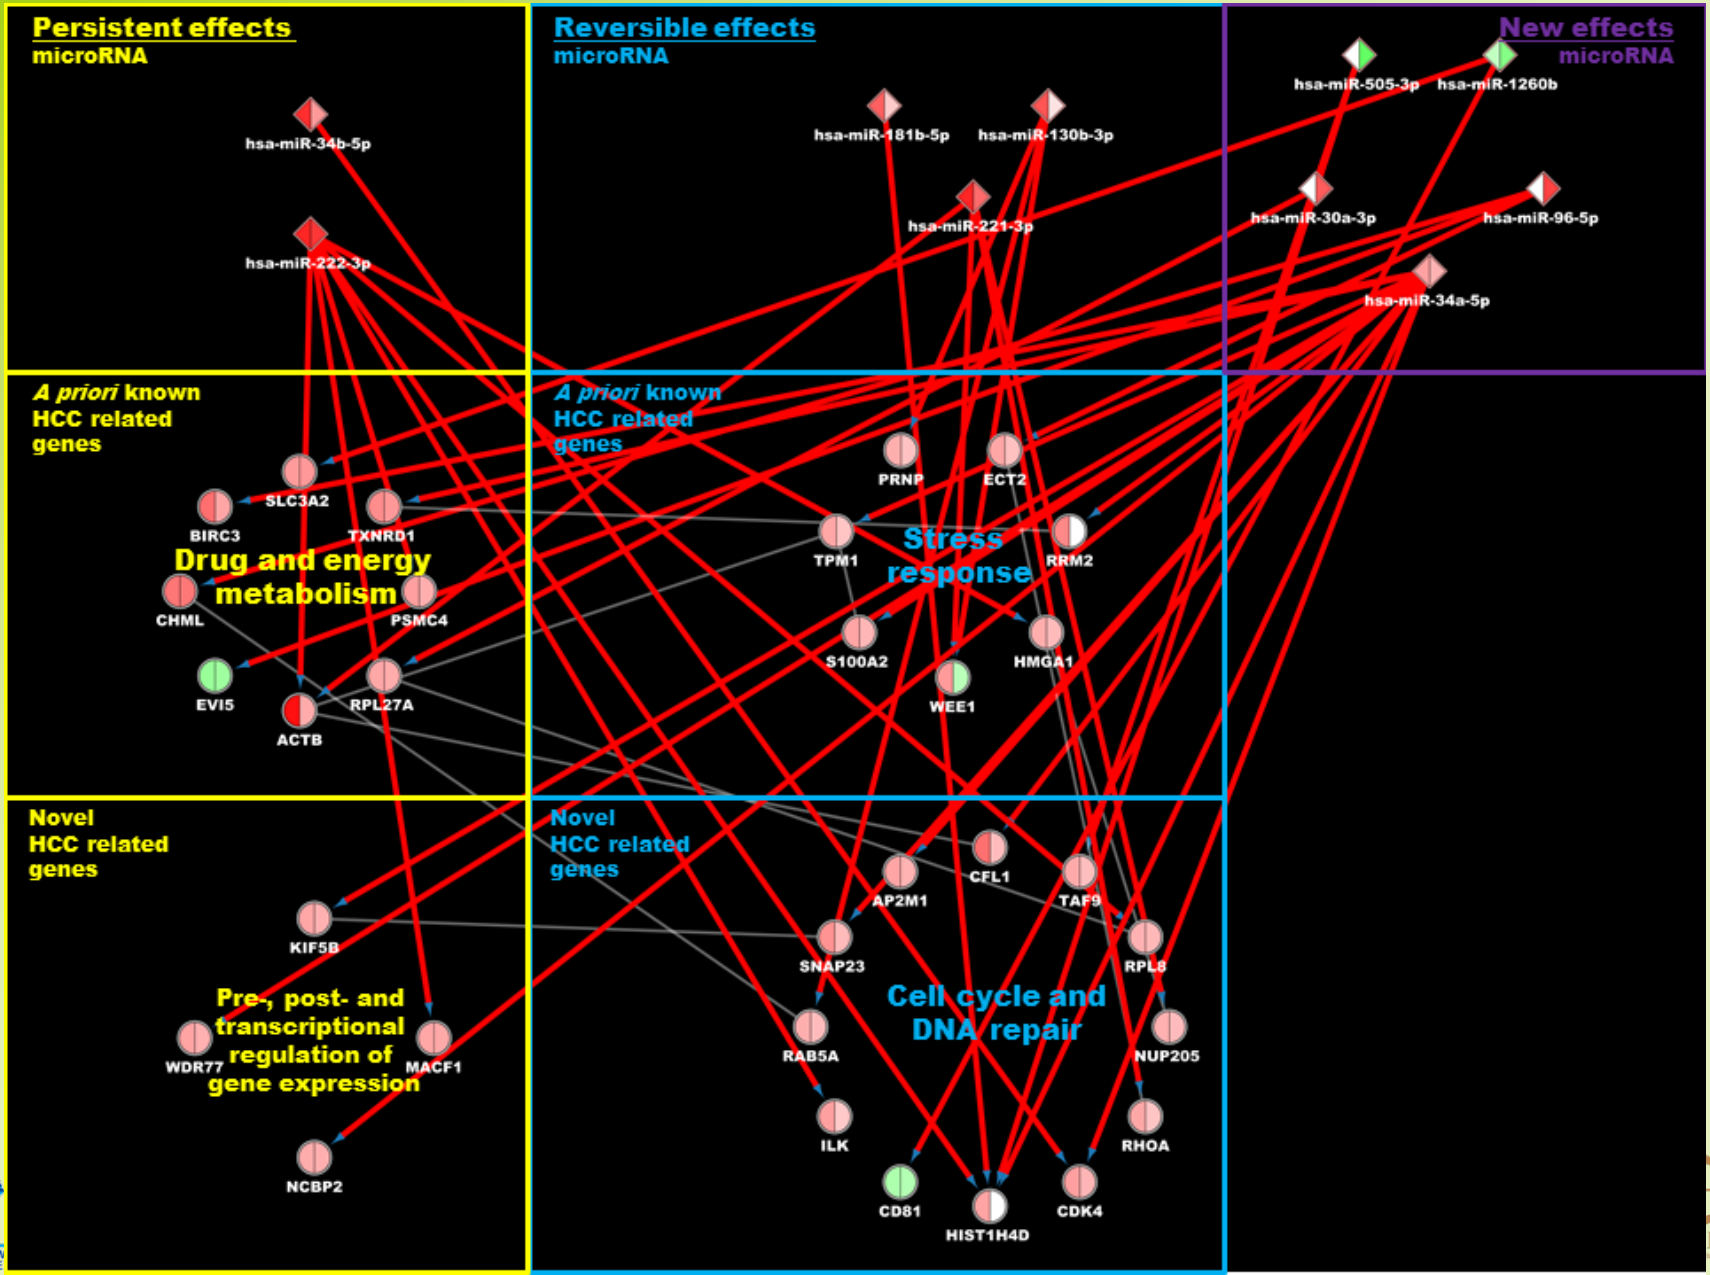 Persistent effects
microRNA
hsa-miR-34b-5p
hsa-miR-222-3p
Reversible effects
microRNA
hsa-miR-181b-5p
hsa-miR-130b-3p
hsa-miR-221-3p
New effects
microRNA
hsa-miR-505-3p
hsa-miR-1260b
hsa-miR-30a-3p
hsa-miR-96-5p
hsa-miR-34a-5p
A priori known
HCC related
genes
SLC3A2
BIRC3
TXNRD1
Drug and energy
metabolism
CHML
PSMC4
EVI5
RPL27A
ACTB
A priori known
HCC related
genes
PRNP
ECT2
TPM1
Stress
response
RRM2
S100A2
HMGA1
WEE1
Novel
HCC related
genes
KIF5B
Pre-, post- and
transcriptional
regulation of
gene expression
WDR77
MACF1
NCBP2
Novel
HCC related
genes
CFL1
AP2M1
TAF9
SNAP23
RPL8
Cell cycle and
DNA repair
RAB5A
NUP205
ILK
RHOA
CD81
CDK4
HIST1H4D